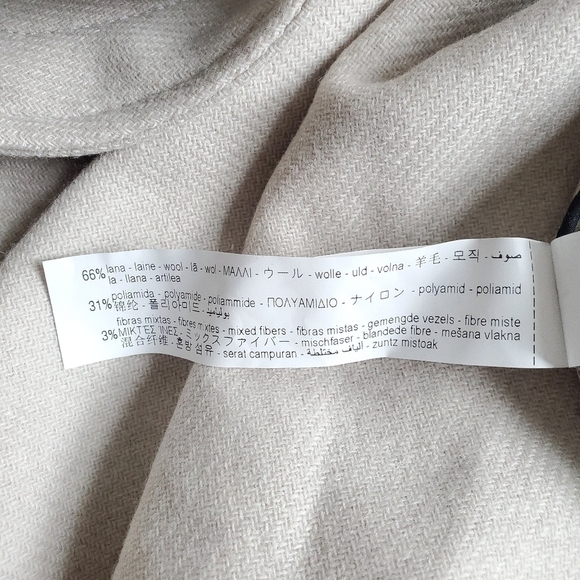 66% lana - laine - wool - lã - wol - ΜΑΛΛΙ - ウール - wolle - uld - volna - 羊毛 - 모직 - صوف -
la - llana - artilea
31% poliamida - polyamide - poliammide - ΠΟΛΥΑΜΙΔΙΟ - ナイロン - polyamid - poliamid
锦纶 - 폴리아미드 - بوليأميد
fibras mixtas - fibres mixtes - mixed fibers - fibras mistas - gemengde vezels - fibre miste
3% ΜΙΚΤΕΣ ΊΝΕΣ - ミックスファイバー - mischfaser - blandede fibre - mešana vlakna
混合纤维 - 혼방 섬유 - serat campuran - ألياف مختلطة - zuntz mistoak